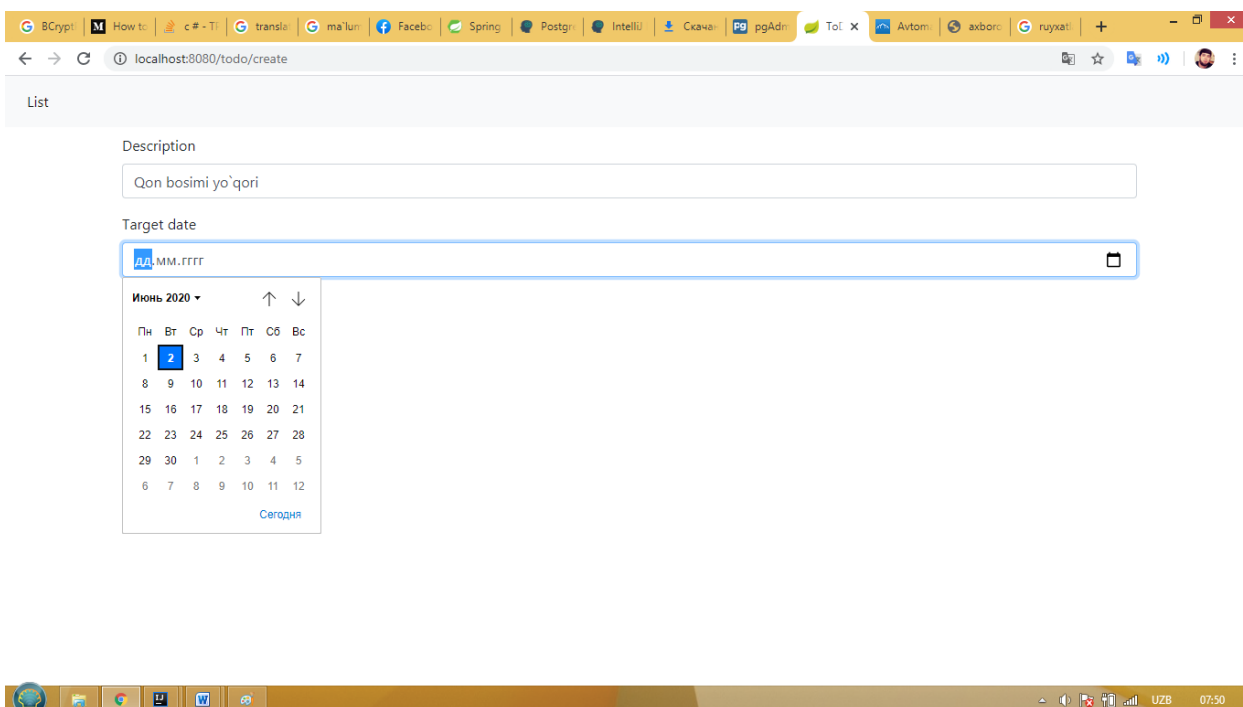 BCrypt How to c # - Ti translat ma`lum Facebo Spring Postgr IntelliJ Скачан pgAdm ToD Avtoma axboro ruyxatl
localhost:8080/todo/create
List
Description
Qon bosimi yo`qori
Target date
дд.мм.гггг
Июнь 2020
Пн Вт Ср Чт Пт Сб Вс
1 2 3 4 5 6 7
8 9 10 11 12 13 14
15 16 17 18 19 20 21
22 23 24 25 26 27 28
29 30 1 2 3 4 5
6 7 8 9 10 11 12
Сегодня
UZB 07:50